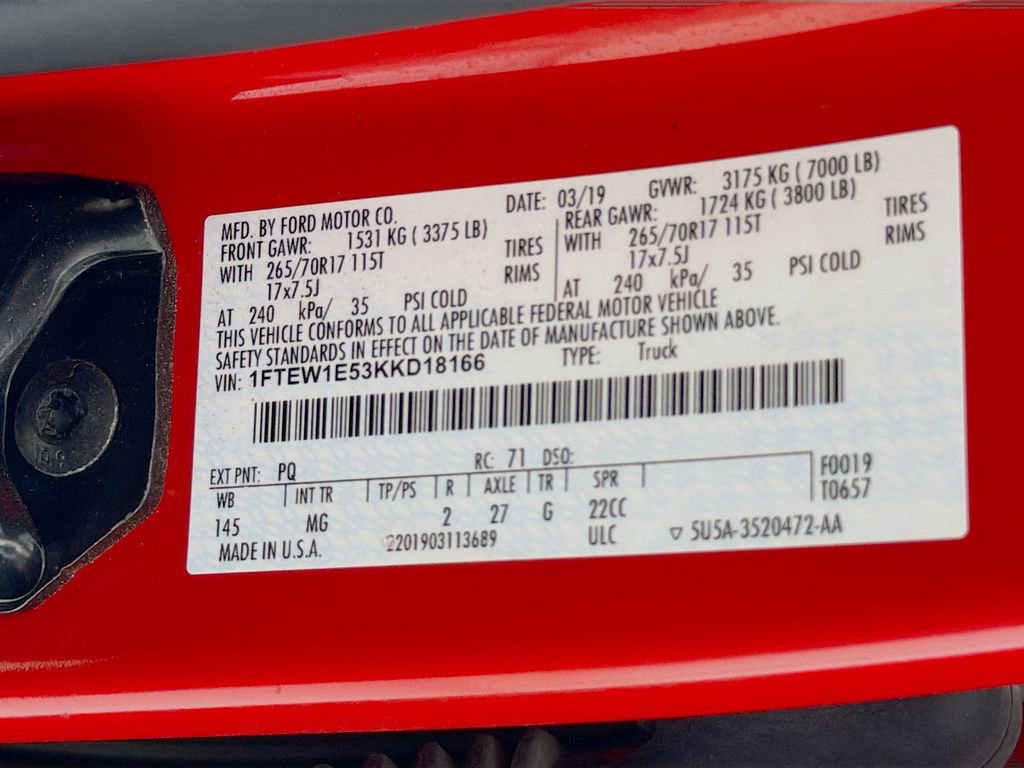 MFD. BY FORD MOTOR CO. DATE: 03/19 GVWR: 3175 KG ( 7000 LB)
FRONT GAWR: 1531 KG ( 3375 LB) REAR GAWR: 1724 KG ( 3800 LB)
WITH 265/70R17 115T TIRES WITH 265/70R17 115T TIRES
17x7.5J RIMS 17x7.5J RIMS
AT 240 kPa/ 35 PSI COLD AT 240 kPa/ 35 PSI COLD
THIS VEHICLE CONFORMS TO ALL APPLICABLE FEDERAL MOTOR VEHICLE
SAFETY STANDARDS IN EFFECT ON THE DATE OF MANUFACTURE SHOWN ABOVE.
VIN: 1FTEW1E53KKD18166 TYPE: Truck
EXT PNT: PQ RC: 71 DSO: F0019
WB INT TR TP/PS R AXLE TR SPR T0657
145 MG 2 27 G 22CC
MADE IN U.S.A. 2201903113689 ULC ▽ 5U5A-3520472-AA
10.9